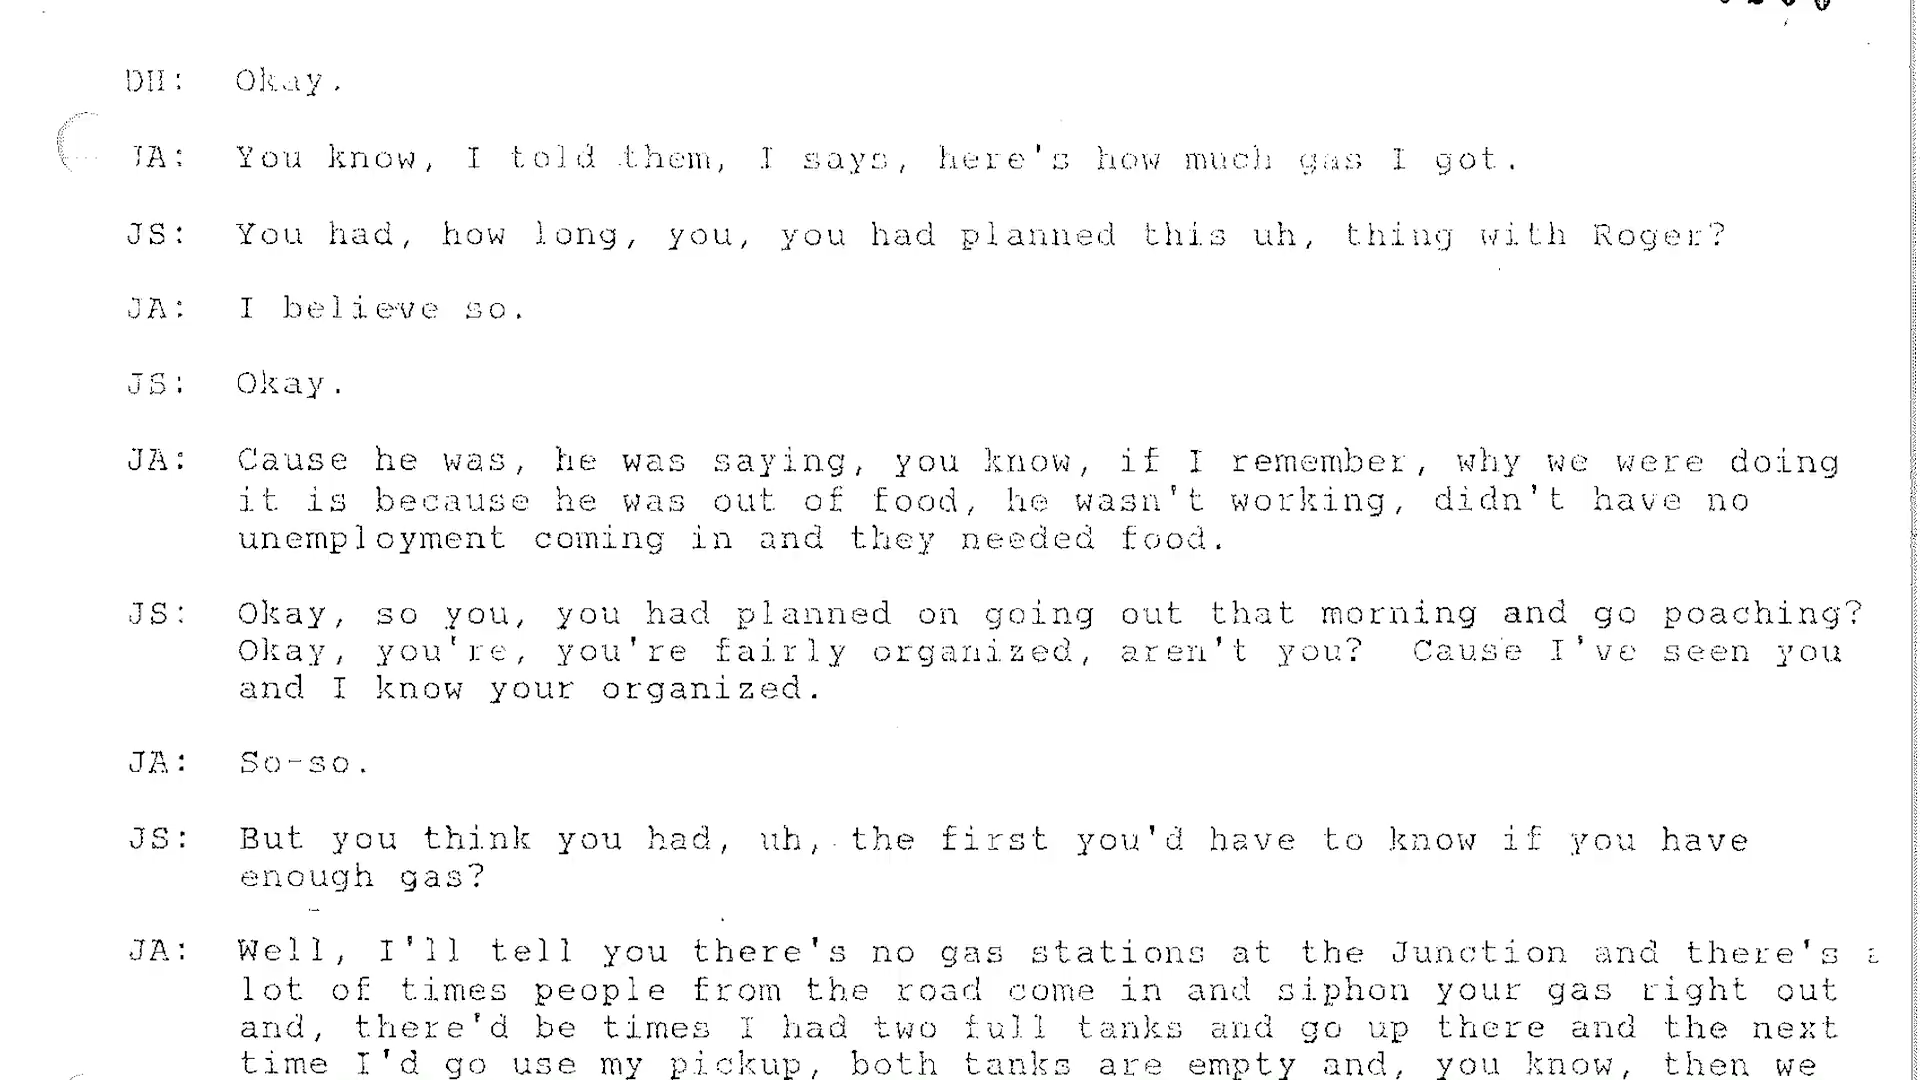 DH: Okay.
JA: You know, I told them, I says, here's how much gas I got.
JS: You had, how long, you, you had planned this uh, thing with Roger?
JA: I believe so.
JS: Okay.
JA: Cause he was, he was saying, you know, if I remember, why we were doing
it is because he was out of food, he wasn't working, didn't have no
unemployment coming in and they needed food.
JS: Okay, so you, you had planned on going out that morning and go poaching?
Okay, you're, you're fairly organized, aren't you? Cause I've seen you
and I know your organized.
JA: So-so.
JS: But you think you had, uh, the first you'd have to know if you have
enough gas?
JA: Well, I'll tell you there's no gas stations at the Junction and there's a
lot of times people from the road come in and siphon your gas right out
and, there'd be times I had two full tanks and go up there and the next
time I'd go use my pickup, both tanks are empty and, you know, then we